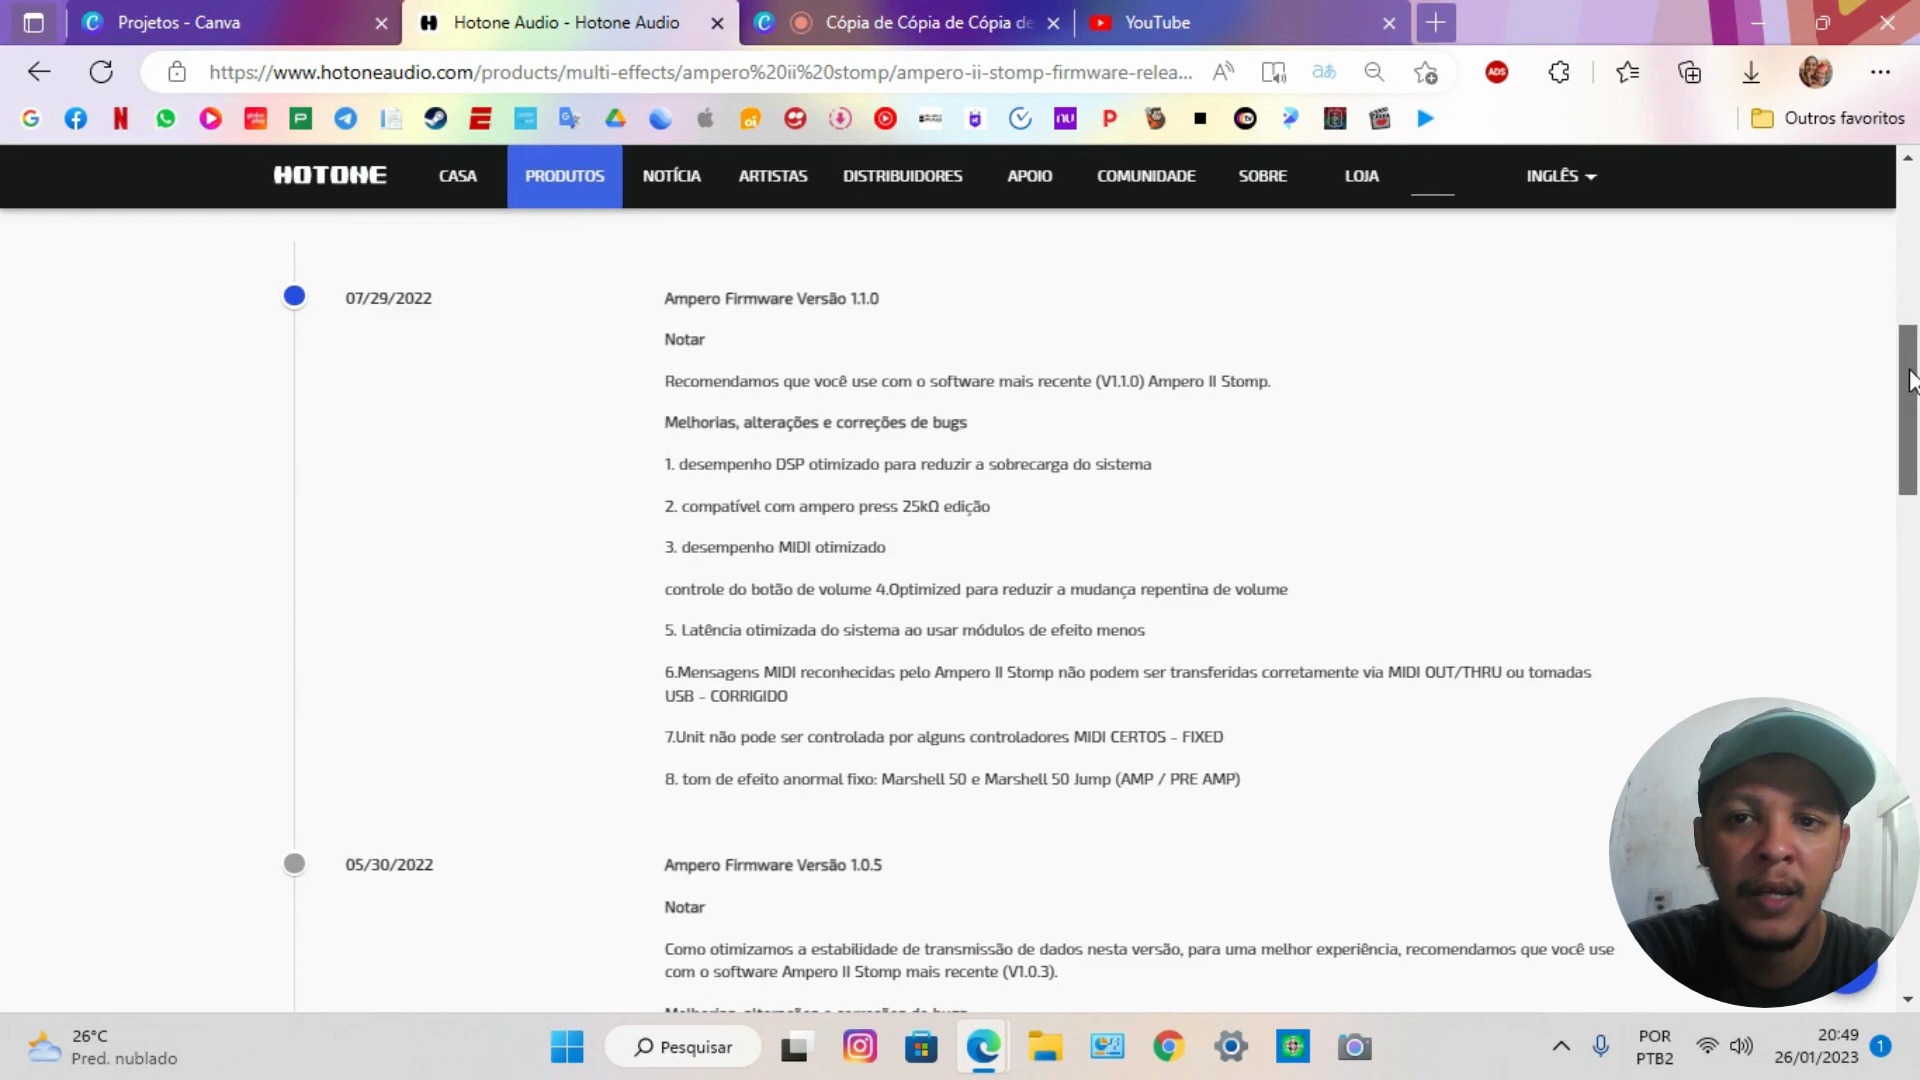 Projetos - Canva
Hotone Audio - Hotone Audio
Cópia de Cópia de Cópia de
YouTube
https://www.hotoneaudio.com/products/multi-effects/ampero%20ii%20stomp/ampero-ii-stomp-firmware-relea...
Outros favoritos
HOTONE
CASA
PRODUTOS
NOTÍCIA
ARTISTAS
DISTRIBUIDORES
APOIO
COMUNIDADE
SOBRE
LOJA
INGLÊS
07/29/2022
Ampero Firmware Versão 1.1.0
Notar
Recomendamos que você use com o software mais recente (V1.1.0) Ampero II Stomp.
Melhorias, alterações e correções de bugs
1. desempenho DSP otimizado para reduzir a sobrecarga do sistema
2. compatível com ampero press 25kΩ edição
3. desempenho MIDI otimizado
controle do botão de volume 4.Optimized para reduzir a mudança repentina de volume
5. Latência otimizada do sistema ao usar módulos de efeito menos
6.Mensagens MIDI reconhecidas pelo Ampero II Stomp não podem ser transferidas corretamente via MIDI OUT/THRU ou tomadas
USB - CORRIGIDO
7.Unit não pode ser controlada por alguns controladores MIDI CERTOS - FIXED
8. tom de efeito anormal fixo: Marshell 50 e Marshell 50 Jump (AMP / PRE AMP)
05/30/2022
Ampero Firmware Versão 1.0.5
Notar
Como otimizamos a estabilidade de transmissão de dados nesta versão, para uma melhor experiência, recomendamos que você use
com o software Ampero II Stomp mais recente (V1.0.3).
Melhorias, alterações e correções de bugs
26°C
Pred. nublado
Pesquisar
POR
PTB2
20:49
26/01/2023
1